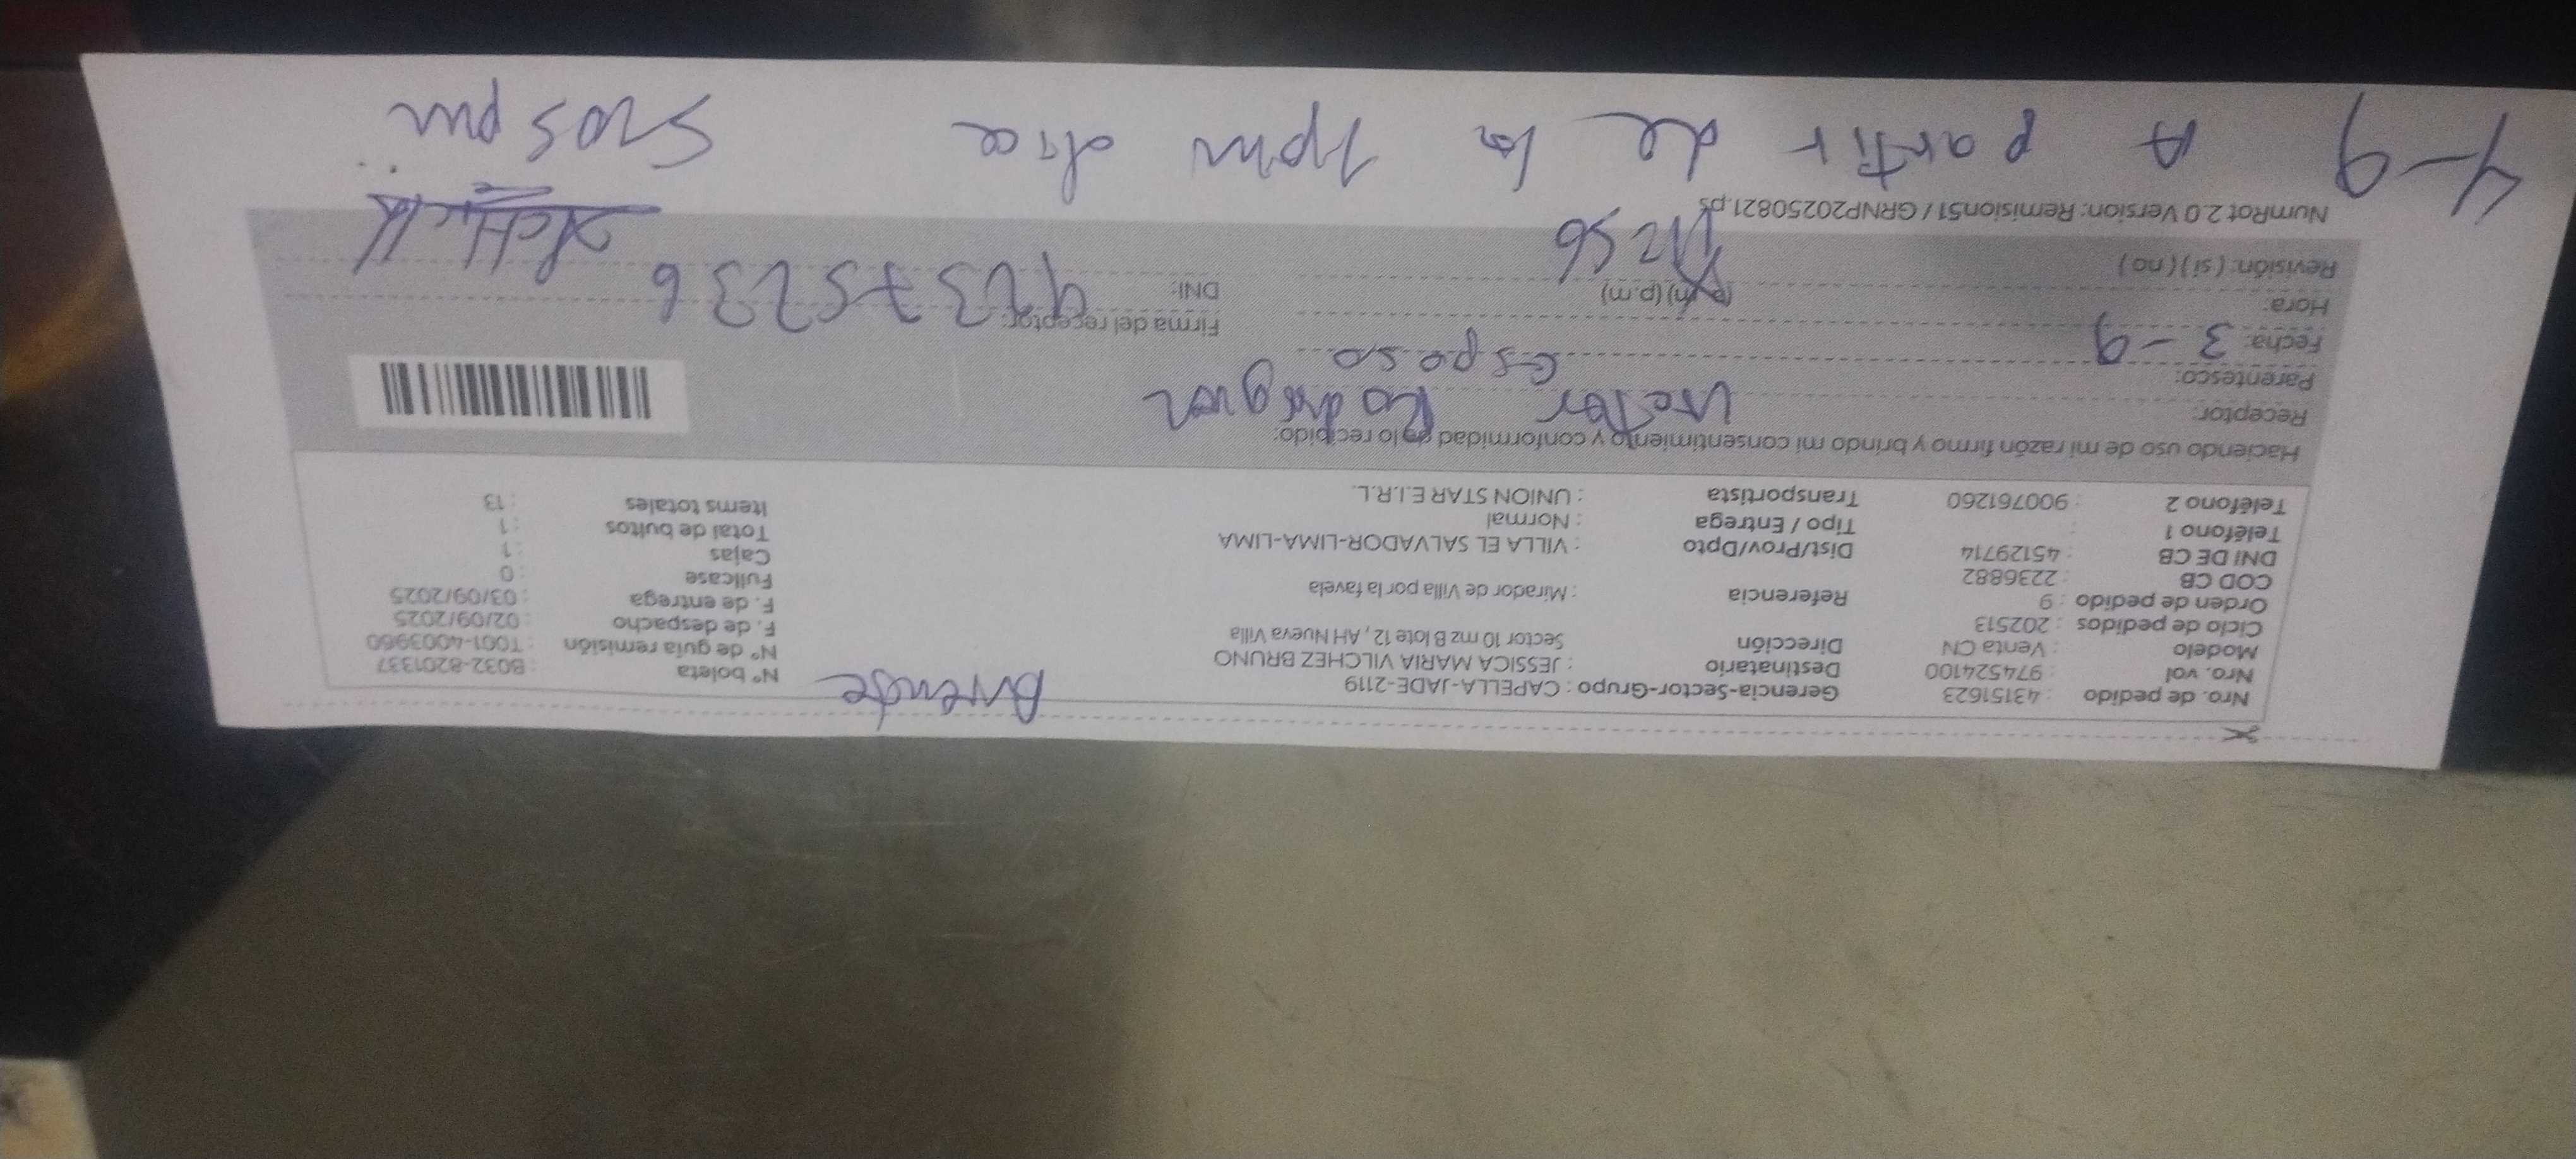 Nro. de pedido : 43151623 Gerencia-Sector-Grupo : CAPELLA-JADE-2119
Nro. vol : 974524100 Destinatario : JESSICA MARIA VILCHEZ BRUNO Nº boleta : B032-8201337
Modelo : Venta CN Dirección Sector 10 mz B lote 12, AH Nueva Villa Nº de guía remisión : T001-4003960
Ciclo de pedidos : 202513 F. de despacho : 02/09/2025
Orden de pedido : 9 Referencia : Mirador de Villa por la favela F. de entrega : 03/09/2025
COD CB : 2236882 Fullcase : 0
DNI DE CB : 45129714 Dist/Prov/Dpto : VILLA EL SALVADOR-LIMA-LIMA Cajas : 1
Teléfono 1 : Tipo / Entrega : Normal Total de bultos : 1
Teléfono 2 : 900761260 Transportista : UNION STAR E.I.R.L. Items totales : 13
Haciendo uso de mi razón firmo y brindo mi consentimiento y conformidad de lo recibido:
Receptor: Rodriguez
Parentesco: esposo
Fecha: 3-9 Firma del receptor:
Hora: (a.m) (p.m) DNI: 92375236
Revisión: (si) (no) 1256
NumRot 2.0 Version: Remision51 / GRNP20250821.ps
4-9 A partir de la 1pm dice 5205 pm